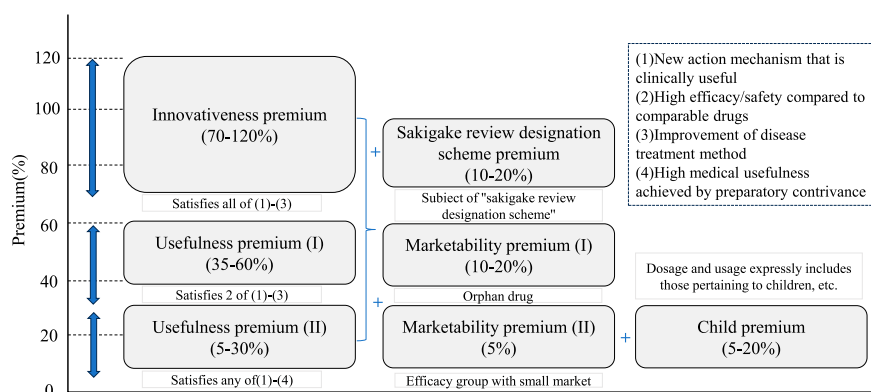 120
100
80
60
40
20
0
Premium(%)
Innovativeness premium
(70-120%)
Satisfies all of (1)-(3)
Usefulness premium (I)
(35-60%)
Satisfies 2 of (1)-(3)
Usefulness premium (II)
(5-30%)
Satisfies any of(1)-(4)
+
Sakigake review designation
scheme premium
(10-20%)
Subiect of "sakigake review
designation scheme"
Marketability premium (I)
(10-20%)
Orphan drug
+
Marketability premium (II)
(5%)
Efficacy group with small market
+
(1)New action mechanism that is
clinically useful
(2)High efficacy/safety compared to
comparable drugs
(3)Improvement of disease
treatment method
(4)High medical usefulness
achieved by preparatory contrivance
Dosage and usage expressly includes
those pertaining to children, etc.
Child premium
(5-20%)